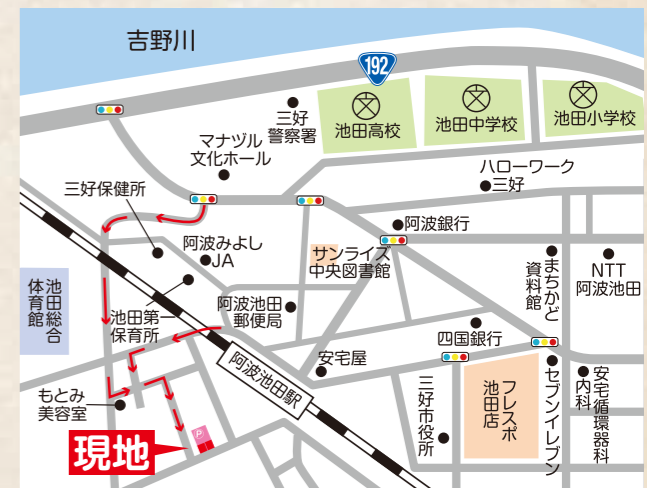 吉野川
192
三好
警察署
池田高校
池田中学校
池田小学校
マナヅル
文化ホール
ハローワーク
三好
三好保健所
阿波銀行
阿波みよし
JA
サンライズ
中央図書館
まちかど
資料館
NTT
阿波池田
池田総合
体育館
池田第一
保育所
阿波池田
郵便局
四国銀行
阿波池田駅
安宅屋
もとみ
美容室
三好市役所
フレスポ
池田店
セブンイレブン
安宅循環器科
内科
P
現地